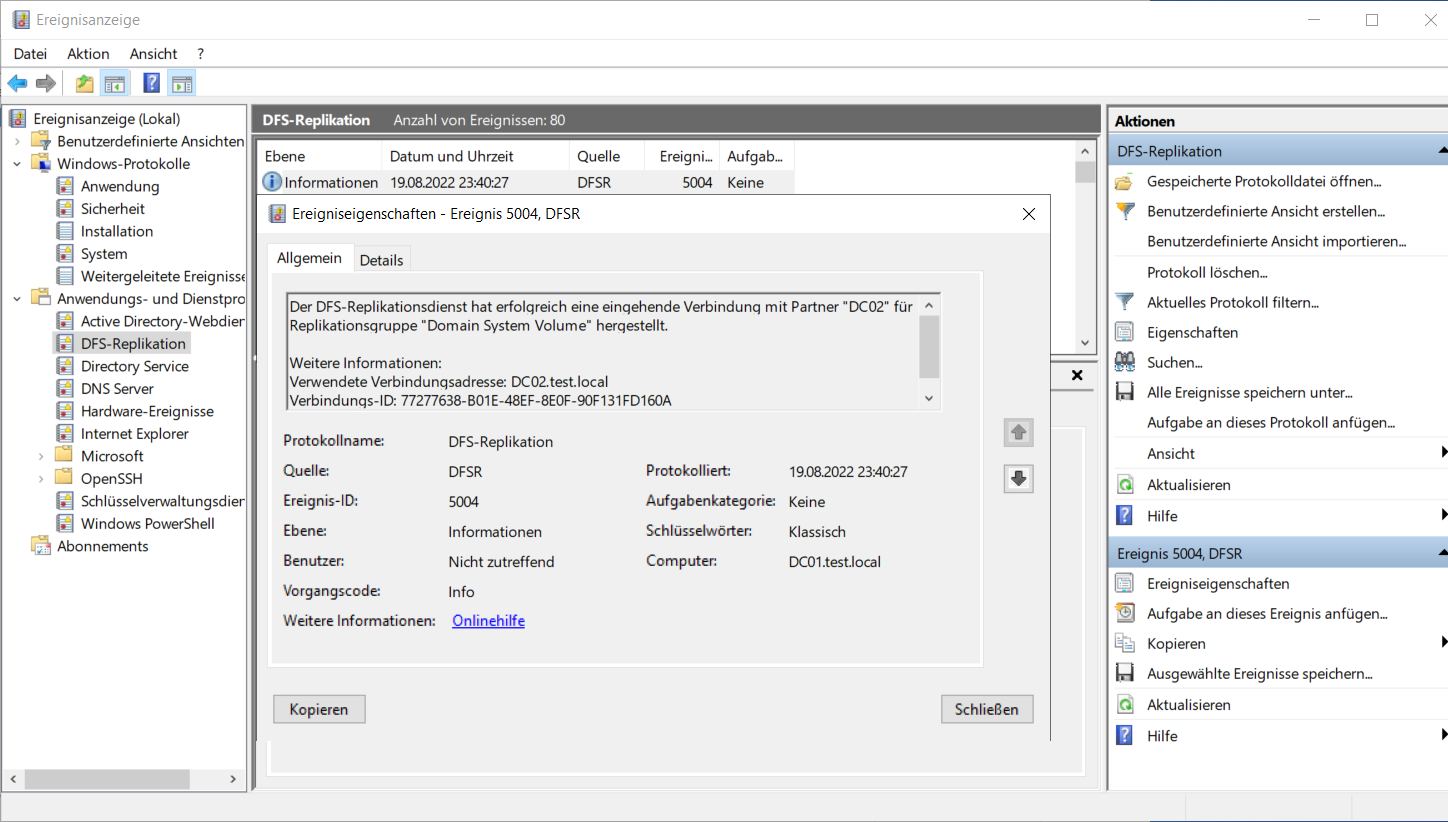 Ereignisanzeige
Datei Aktion Ansicht ?
Ereignisanzeige (Lokal)
Benutzerdefinierte Ansichten
Windows-Protokolle
Anwendung
Sicherheit
Installation
System
Weitergeleitete Ereignisse
Anwendungs- und Dienstpro
Active Directory-Webdien
DFS-Replikation
Directory Service
DNS Server
Hardware-Ereignisse
Internet Explorer
Microsoft
OpenSSH
Schlüsselverwaltungsdien
Windows PowerShell
Abonnements
DFS-Replikation Anzahl von Ereignissen: 80
Ebene Datum und Uhrzeit Quelle Ereigni... Aufgab...
Informationen 19.08.2022 23:40:27 DFSR 5004 Keine
Ereigniseigenschaften - Ereignis 5004, DFSR
Allgemein Details
Der DFS-Replikationsdienst hat erfolgreich eine eingehende Verbindung mit Partner "DC02" für
Replikationsgruppe "Domain System Volume" hergestellt.
Weitere Informationen:
Verwendete Verbindungsadresse: DC02.test.local
Verbindungs-ID: 77277638-B01E-48EF-8E0F-90F131FD160A
Protokollname: DFS-Replikation
Quelle: DFSR Protokolliert: 19.08.2022 23:40:27
Ereignis-ID: 5004 Aufgabenkategorie: Keine
Ebene: Informationen Schlüsselwörter: Klassisch
Benutzer: Nicht zutreffend Computer: DC01.test.local
Vorgangscode: Info
Weitere Informationen: Onlinehilfe
Kopieren Schließen
Aktionen
DFS-Replikation
Gespeicherte Protokolldatei öffnen...
Benutzerdefinierte Ansicht erstellen...
Benutzerdefinierte Ansicht importieren...
Protokoll löschen...
Aktuelles Protokoll filtern...
Eigenschaften
Suchen...
Alle Ereignisse speichern unter...
Aufgabe an dieses Protokoll anfügen...
Ansicht
Aktualisieren
Hilfe
Ereignis 5004, DFSR
Ereigniseigenschaften
Aufgabe an dieses Ereignis anfügen...
Kopieren
Ausgewählte Ereignisse speichern...
Aktualisieren
Hilfe